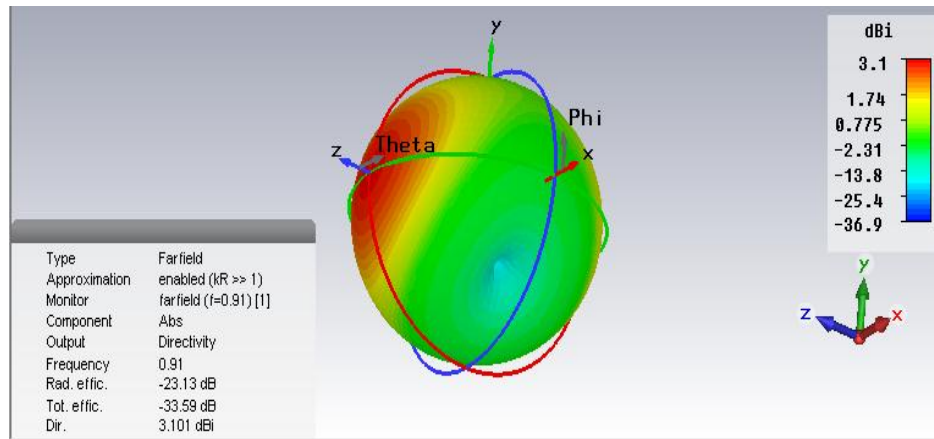 y
Phi
Theta
z
x
dBi
3.1
1.74
0.775
-2.31
-13.8
-25.4
-36.9
y
z
x
Type Farfield
Approximation enabled (kR >> 1)
Monitor farfield (f=0.91) [1]
Component Abs
Output Directivity
Frequency 0.91
Rad. effic. -23.13 dB
Tot. effic. -33.59 dB
Dir. 3.101 dBi